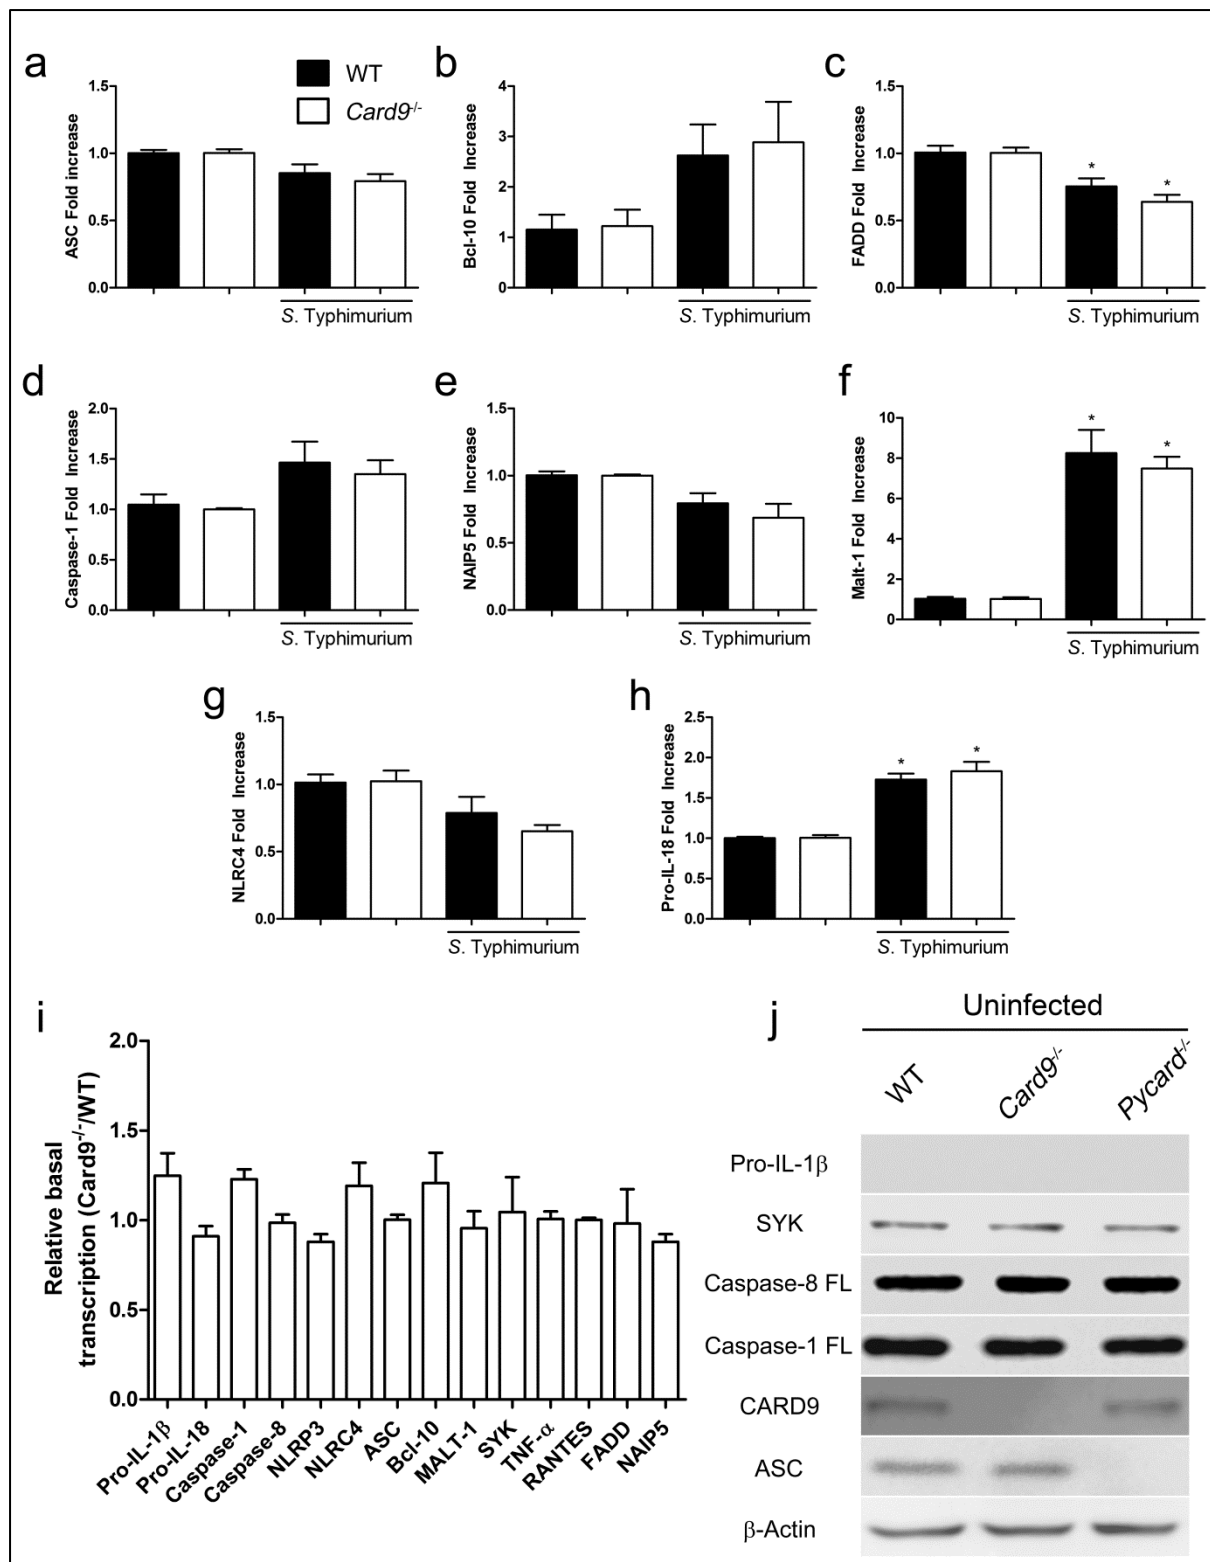 a
WT
Card9-/-
ASC Fold increase
1.5
1.0
0.5
0.0
S. Typhimurium
b
Bcl-10 Fold Increase
4
3
2
1
0
S. Typhimurium
c
FADD Fold Increase
1.5
1.0
0.5
0.0
*
*
S. Typhimurium
d
Caspase-1 Fold Increase
2.0
1.5
1.0
0.5
0.0
S. Typhimurium
e
NAIP5 Fold Increase
1.5
1.0
0.5
0.0
S. Typhimurium
f
Malt-1 Fold Increase
10
8
6
4
2
0
*
*
S. Typhimurium
g
NLRC4 Fold Increase
1.5
1.0
0.5
0.0
S. Typhimurium
h
Pro-IL-18 Fold Increase
2.5
2.0
1.5
1.0
0.5
0.0
*
*
S. Typhimurium
i
Relative basal
transcription (Card9-/-/WT)
2.0
1.5
1.0
0.5
0.0
Pro-IL-1β
Pro-IL-18
Caspase-1
Caspase-8
NLRP3
NLRC4
ASC
Bcl-10
MALT-1
SYK
TNF-α
RANTES
FADD
NAIP5
j
Uninfected
WT
Card9-/-
Pycard-/-
Pro-IL-1β
SYK
Caspase-8 FL
Caspase-1 FL
CARD9
ASC
β-Actin